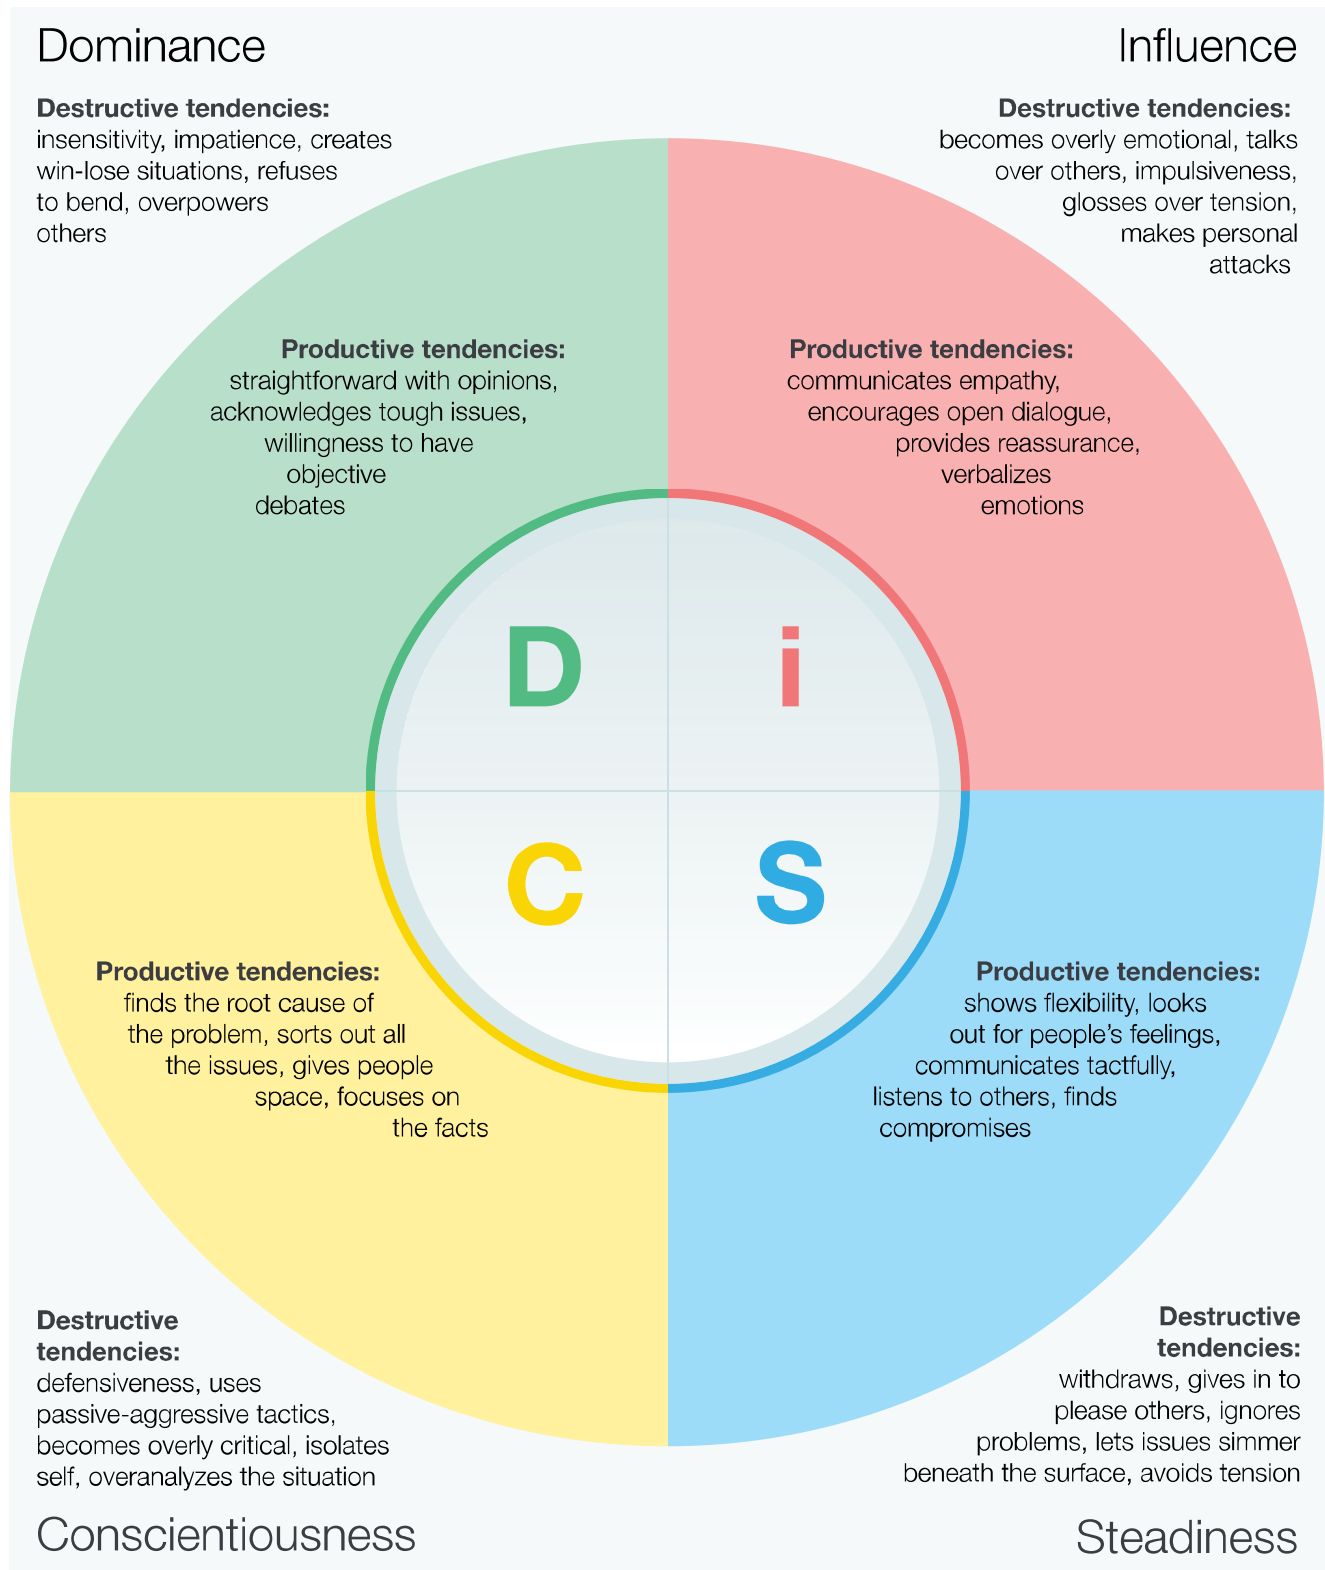 Dominance
Destructive tendencies:
insensitivity, impatience, creates
win-lose situations, refuses
to bend, overpowers
others
Influence
Destructive tendencies:
becomes overly emotional, talks
over others, impulsiveness,
glosses over tension,
makes personal
attacks
Productive tendencies:
straightforward with opinions,
acknowledges tough issues,
willingness to have
objective
debates
Productive tendencies:
communicates empathy,
encourages open dialogue,
provides reassurance,
verbalizes
emotions
D
i
C
S
Productive tendencies:
finds the root cause of
the problem, sorts out all
the issues, gives people
space, focuses on
the facts
Productive tendencies:
shows flexibility, looks
out for people’s feelings,
communicates tactfully,
listens to others, finds
compromises
Destructive
tendencies:
defensiveness, uses
passive-aggressive tactics,
becomes overly critical, isolates
self, overanalyzes the situation
Conscientiousness
Destructive
tendencies:
withdraws, gives in to
please others, ignores
problems, lets issues simmer
beneath the surface, avoids tension
Steadiness